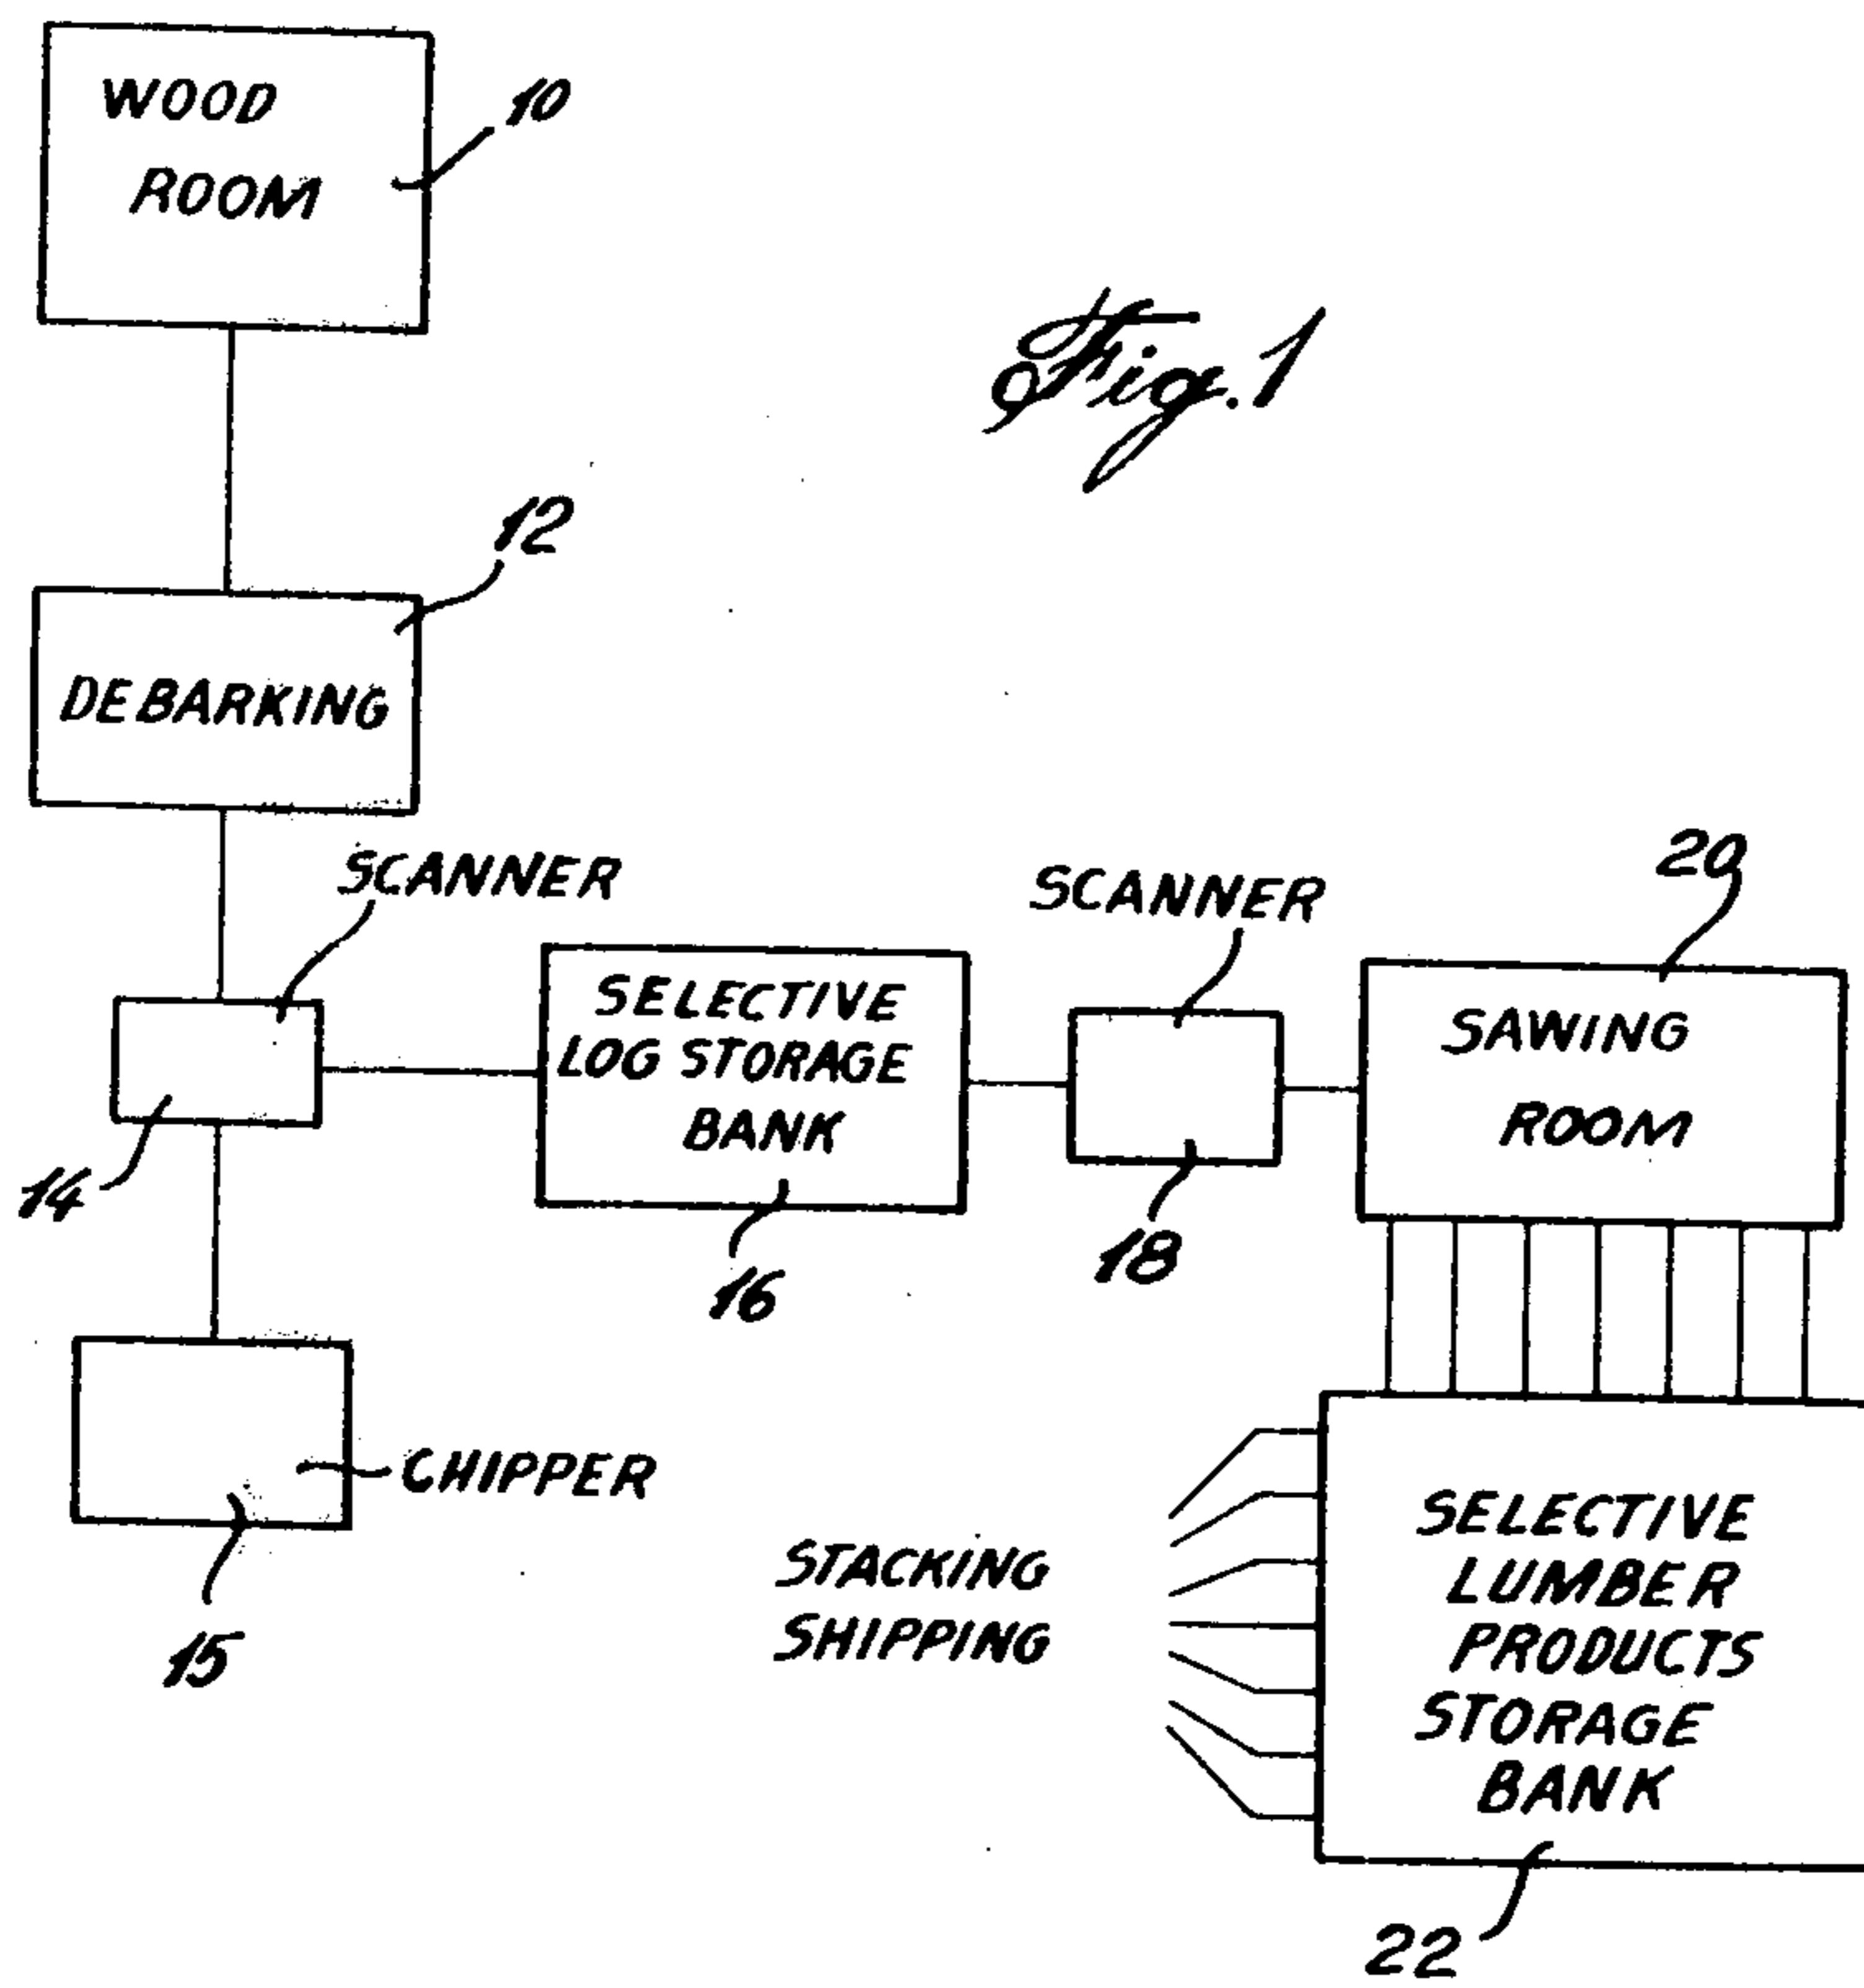 WOOD
ROOM
10
Fig. 1
12
DEBARKING
SCANNER
SCANNER
20
SELECTIVE
LOG STORAGE
BANK
SAWING
ROOM
14
16
18
CHIPPER
15
STACKING
SHIPPING
SELECTIVE
LUMBER
PRODUCTS
STORAGE
BANK
22